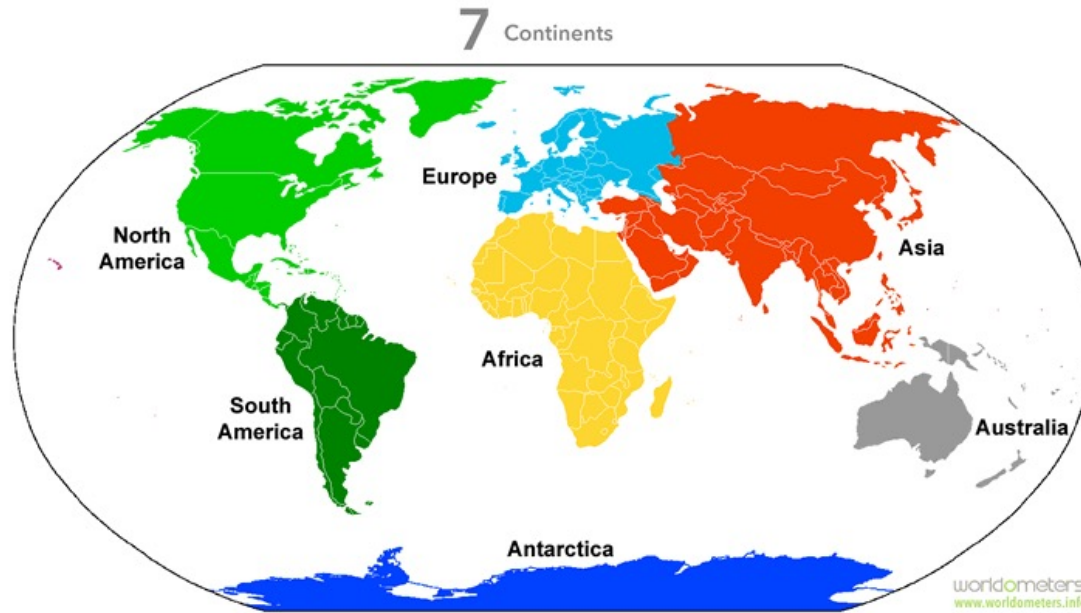 7 Continents
Europe
North
America
Asia
Africa
South
America
Australia
Antarctica
worldometers
www.worldometers.info